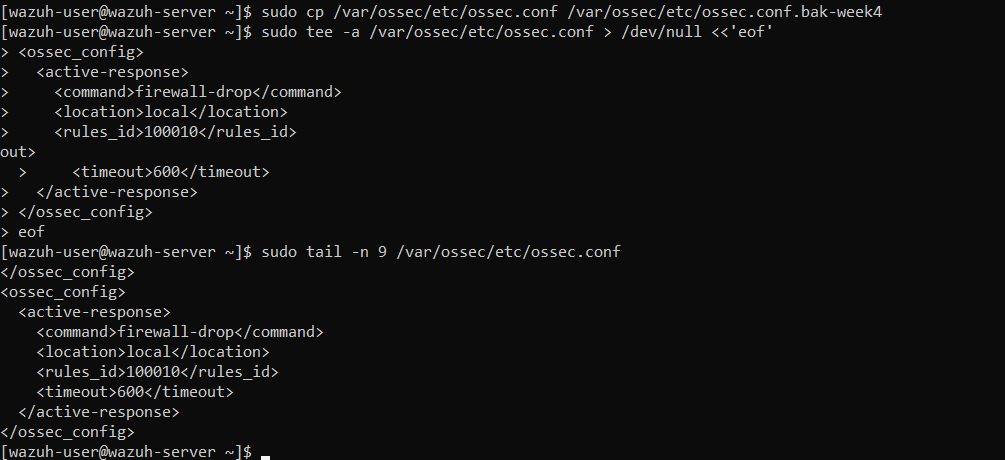 [wazuh-user@wazuh-server ~]$ sudo cp /var/ossec/etc/ossec.conf /var/ossec/etc/ossec.conf.bak-week4
[wazuh-user@wazuh-server ~]$ sudo tee -a /var/ossec/etc/ossec.conf > /dev/null <<'eof'
> <ossec_config>
>   <active-response>
>     <command>firewall-drop</command>
>     <location>local</location>
>     <rules_id>100010</rules_id>
out>
  >     <timeout>600</timeout>
>   </active-response>
> </ossec_config>
> eof
[wazuh-user@wazuh-server ~]$ sudo tail -n 9 /var/ossec/etc/ossec.conf
</ossec_config>
<ossec_config>
  <active-response>
    <command>firewall-drop</command>
    <location>local</location>
    <rules_id>100010</rules_id>
    <timeout>600</timeout>
  </active-response>
</ossec_config>
[wazuh-user@wazuh-server ~]$